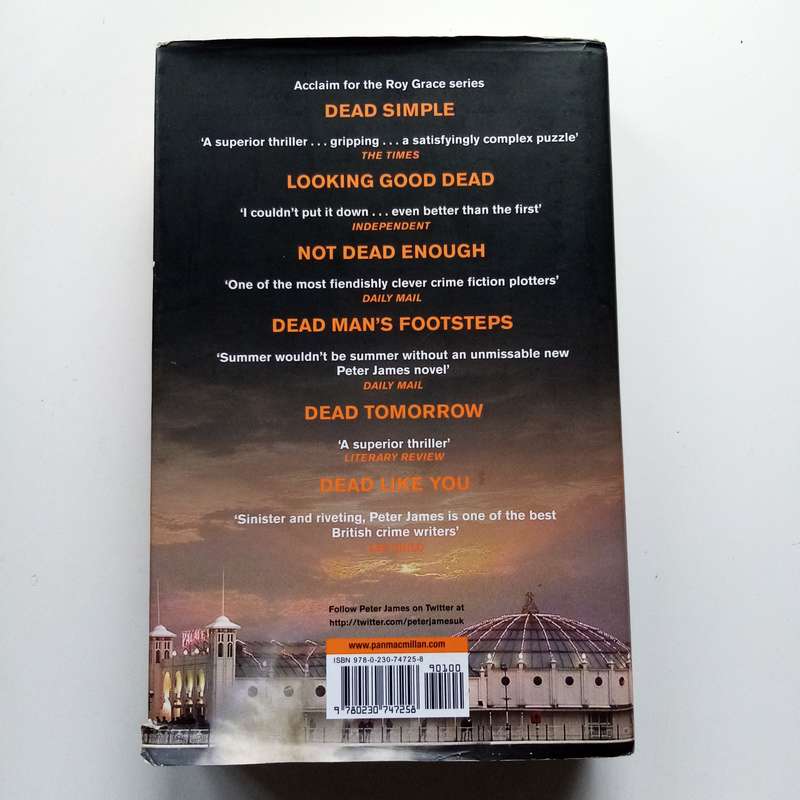 Acclaim for the Roy Grace series
DEAD SIMPLE
‘A superior thriller . . . gripping . . . a satisfyingly complex puzzle’
THE TIMES
LOOKING GOOD DEAD
‘I couldn’t put it down . . . even better than the first’
INDEPENDENT
NOT DEAD ENOUGH
‘One of the most fiendishly clever crime fiction plotters’
DAILY MAIL
DEAD MAN’S FOOTSTEPS
‘Summer wouldn’t be summer without an unmissable new
Peter James novel’
DAILY MAIL
DEAD TOMORROW
‘A superior thriller’
LITERARY REVIEW
DEAD LIKE YOU
‘Sinister and riveting, Peter James is one of the best
British crime writers’
Follow Peter James on Twitter at
http://twitter.com/peterjamesuk
www.panmacmillan.com
ISBN 978-0-230-74725-8
90100
9 780230 747258